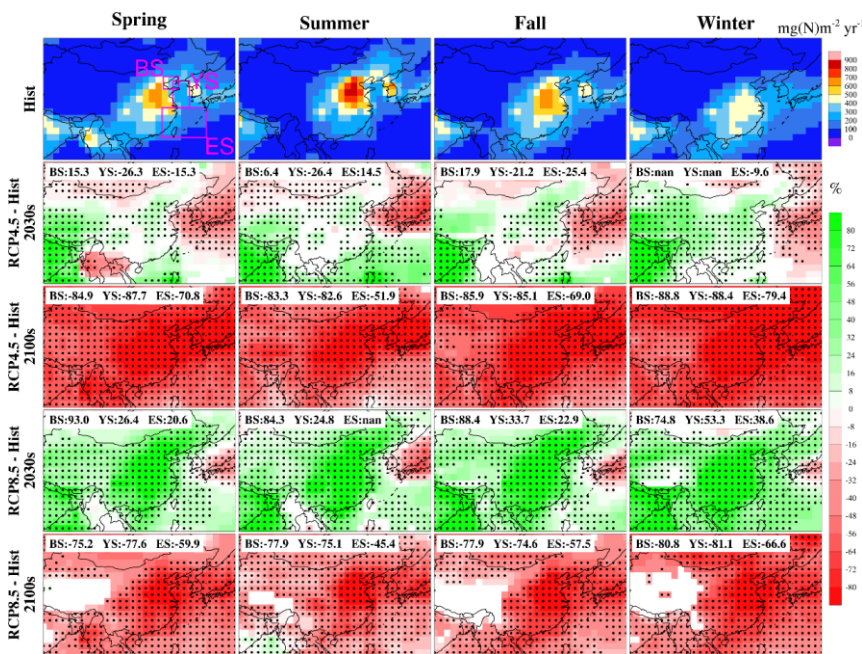 Spring Summer Fall Winter mg(N)m⁻² yr⁻
Hist
BS YS
ES
900
800
700
600
500
400
300
200
100
0
RCP4.5 - Hist
2030s
BS:15.3 YS:-26.3 ES:-15.3 BS:6.4 YS:-26.4 ES:14.5 BS:17.9 YS:-21.2 ES:-25.4 BS:nan YS:nan ES:-9.6
%
RCP4.5 - Hist
2100s
BS:-84.9 YS:-87.7 ES:-70.8 BS:-83.3 YS:-82.6 ES:-51.9 BS:-85.9 YS:-85.1 ES:-69.0 BS:-88.8 YS:-88.4 ES:-79.4
RCP8.5 - Hist
2030s
BS:93.0 YS:26.4 ES:20.6 BS:84.3 YS:24.8 ES:nan BS:88.4 YS:33.7 ES:22.9 BS:74.8 YS:53.3 ES:38.6
RCP8.5 - Hist
2100s
BS:-75.2 YS:-77.6 ES:-59.9 BS:-77.9 YS:-75.1 ES:-45.4 BS:-77.9 YS:-74.6 ES:-57.5 BS:-80.8 YS:-81.1 ES:-66.6
80
72
64
56
48
40
32
24
16
8
0
-8
-16
-24
-32
-40
-48
-56
-64
-72
-80